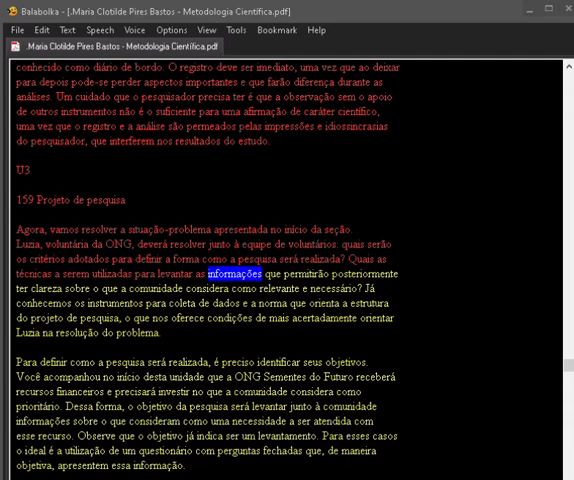 Balabolka - [.Maria Clotilde Pires Bastos - Metodologia Científica.pdf]
File Edit Text Speech Voice Options View Tools Bookmark Help
.Maria Clotilde Pires Bastos - Metodologia Científica.pdf
conhecido como diário de bordo. O registro deve ser imediato, uma vez que ao deixar
para depois pode-se perder aspectos importantes e que farão diferença durante as
análises. Um cuidado que o pesquisador precisa ter é que a observação sem o apoio
de outros instrumentos não é o suficiente para uma afirmação de caráter científico,
uma vez que o registro e a análise são permeados pelas impressões e idiossincrasias
do pesquisador, que interferem nos resultados do estudo.
U3
159 Projeto de pesquisa
Agora, vamos resolver a situação-problema apresentada no início da seção.
Luzia, voluntária da ONG, deverá resolver junto à equipe de voluntários: quais serão
os critérios adotados para definir a forma como a pesquisa será realizada? Quais as
técnicas a serem utilizadas para levantar as informações que permitirão posteriormente
ter clareza sobre o que a comunidade considera como relevante e necessário? Já
conhecemos os instrumentos para coleta de dados e a norma que orienta a estrutura
do projeto de pesquisa, o que nos oferece condições de mais acertadamente orientar
Luzia na resolução do problema.
Para definir como a pesquisa será realizada, é preciso identificar seus objetivos.
Você acompanhou no início desta unidade que a ONG Sementes do Futuro receberá
recursos financeiros e precisará investir no que a comunidade considera como
prioritário. Dessa forma, o objetivo da pesquisa será levantar junto à comunidade
informações sobre o que consideram como uma necessidade a ser atendida com
esse recurso. Observe que o objetivo já indica ser um levantamento. Para esses casos
o ideal é a utilização de um questionário com perguntas fechadas que, de maneira
objetiva, apresentem essa informação.